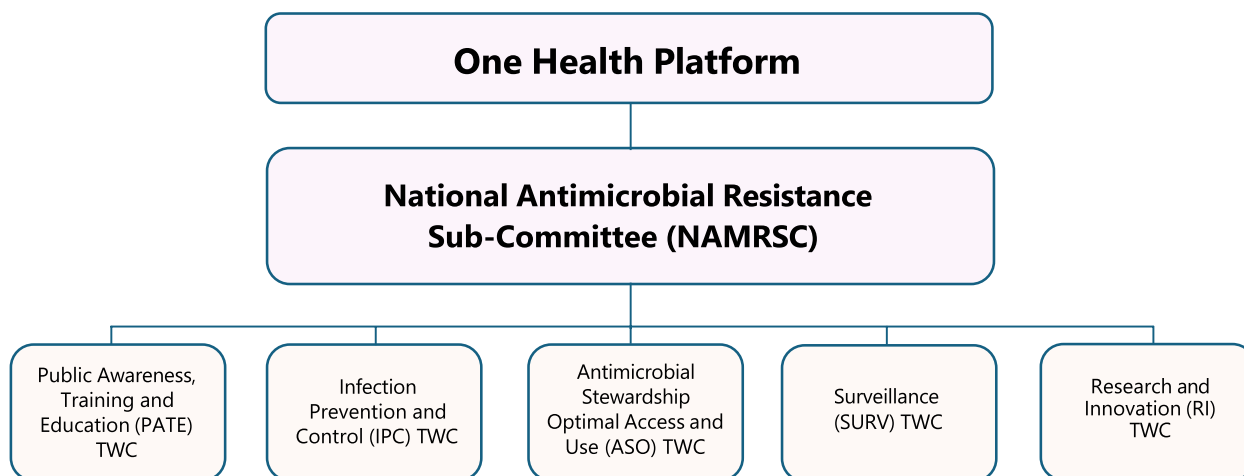 One Health Platform
National Antimicrobial Resistance
Sub-Committee (NAMRSC)
Public Awareness,
Training and
Education (PATE)
TWC
Infection
Prevention and
Control (IPC) TWC
Antimicrobial
Stewardship
Optimal Access and
Use (ASO) TWC
Surveillance
(SURV) TWC
Research and
Innovation (RI)
TWC